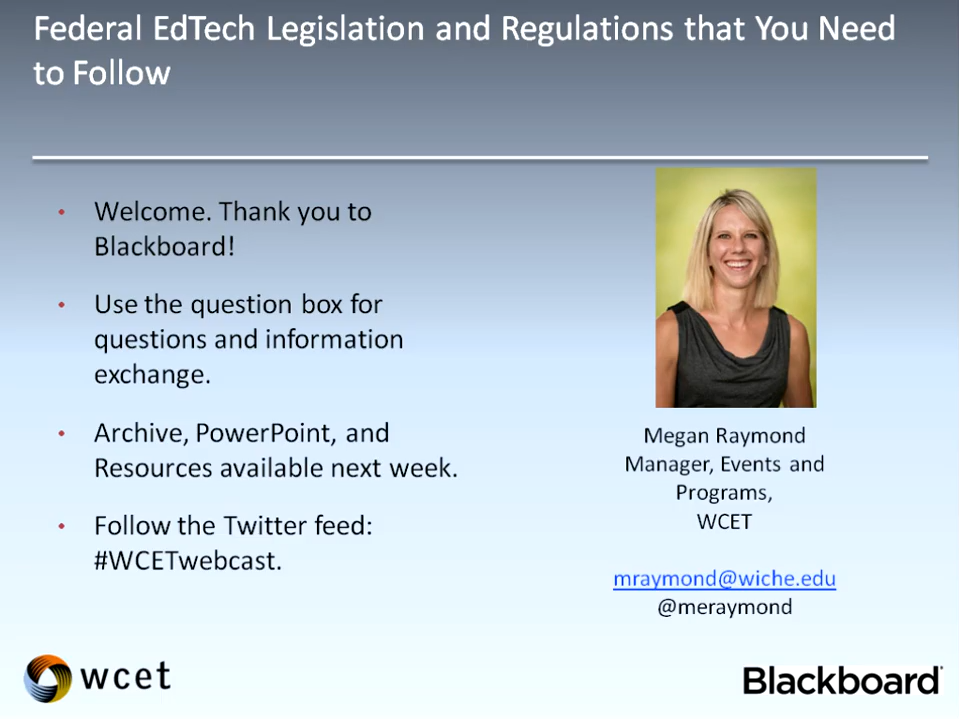 Federal EdTech Legislation and Regulations that You Need
to Follow
• Welcome. Thank you to
Blackboard!
• Use the question box for
questions and information
exchange.
• Archive, PowerPoint, and
Resources available next week.
• Follow the Twitter feed:
#WCETwebcast.
Megan Raymond
Manager, Events and
Programs,
WCET
mraymond@wiche.edu
@meraymond
wcet
Blackboard